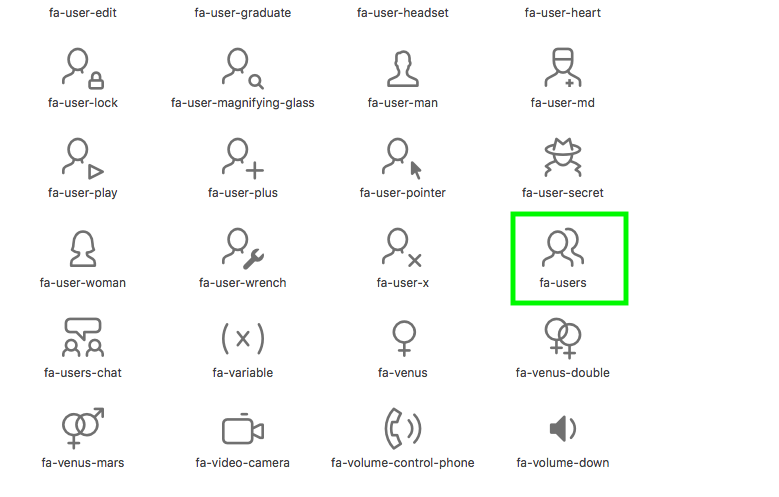 fa-user-edit fa-user-graduate fa-user-headset fa-user-heart
fa-user-lock fa-user-magnifying-glass fa-user-man fa-user-md
fa-user-play fa-user-plus fa-user-pointer fa-user-secret
fa-user-woman fa-user-wrench fa-user-x fa-users
fa-users-chat fa-variable fa-venus fa-venus-double
fa-venus-mars fa-video-camera fa-volume-control-phone fa-volume-down